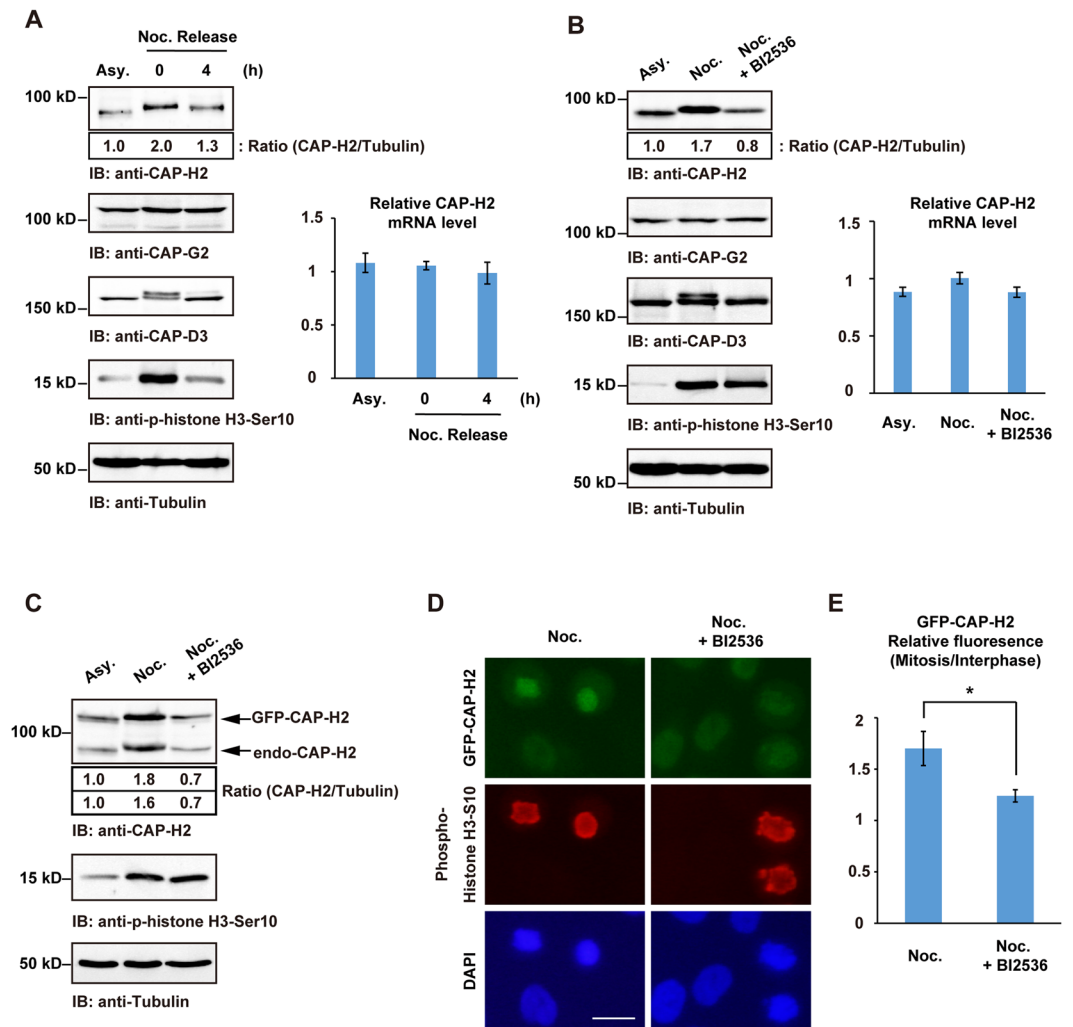 A
Noc. Release
Asy. 0 4 (h)
100 kD
1.0 2.0 1.3 : Ratio (CAP-H2/Tubulin)
IB: anti-CAP-H2
100 kD
IB: anti-CAP-G2
150 kD
IB: anti-CAP-D3
15 kD
IB: anti-p-histone H3-Ser10
50 kD
IB: anti-Tubulin
Relative CAP-H2
mRNA level
1.5
1
0.5
0
Asy. 0 4 (h)
Noc. Release
B
Asy. Noc. Noc.
+ BI2536
100 kD
1.0 1.7 0.8 : Ratio (CAP-H2/Tubulin)
IB: anti-CAP-H2
100 kD
IB: anti-CAP-G2
150 kD
IB: anti-CAP-D3
15 kD
IB: anti-p-histone H3-Ser10
50 kD
IB: anti-Tubulin
Relative CAP-H2
mRNA level
1.5
1
0.5
0
Asy. Noc. Noc.
+ BI2536
C
Asy. Noc. Noc.
+ BI2536
100 kD
GFP-CAP-H2
endo-CAP-H2
1.0 1.8 0.7
1.0 1.6 0.7
Ratio (CAP-H2/Tubulin)
IB: anti-CAP-H2
15 kD
IB: anti-p-histone H3-Ser10
50 kD
IB: anti-Tubulin
D
Noc. Noc.
+ BI2536
GFP-CAP-H2
Phospho-
Histone H3-S10
DAPI
E
GFP-CAP-H2
Relative fluoresence
(Mitosis/Interphase)
*
2
1.5
1
0.5
0
Noc. Noc.
+ BI2536